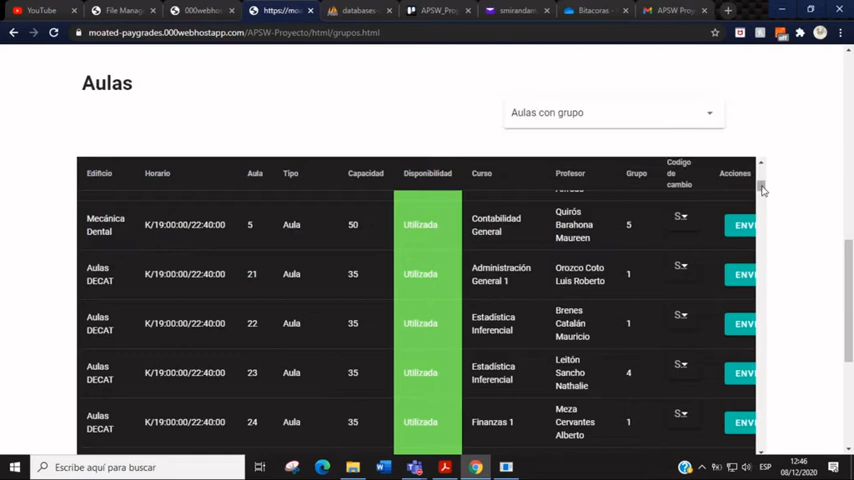 YouTube
File Manag
000webhos
https://mo
databases
APSW_Proy
smirandam
Bitacoras -
APSW Proy
off
moated-paygrades.000webhostapp.com/APSW-Proyecto/html/grupos.html
Aulas
Aulas con grupo
Edificio Horario Aula Tipo Capacidad Disponibilidad Curso Profesor Grupo Codigo de cambio Acciones
Mecánica Dental K/19:00:00/22:40:00 5 Aula 50 Utilizada Contabilidad General Quirós Barahona Maureen 5 S ENVI
Aulas DECAT K/19:00:00/22:40:00 21 Aula 35 Utilizada Administración General 1 Orozco Coto Luis Roberto 1 S ENVI
Aulas DECAT K/19:00:00/22:40:00 22 Aula 35 Utilizada Estadística Inferencial Brenes Catalán Mauricio 1 S ENVI
Aulas DECAT K/19:00:00/22:40:00 23 Aula 35 Utilizada Estadística Inferencial Leitón Sancho Nathalie 4 S ENVI
Aulas DECAT K/19:00:00/22:40:00 24 Aula 35 Utilizada Finanzas 1 Meza Cervantes Alberto 1 S ENVI
Escribe aquí para buscar
ESP
12:46
08/12/2020